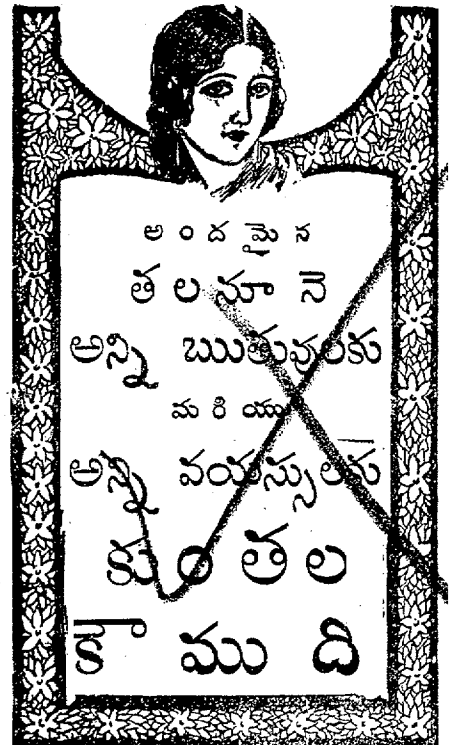 అందమైన
తలనూనె
అన్ని ఋతువులకు
మరియు
అన్ని వయస్సులకు
కుంతల
కౌముది